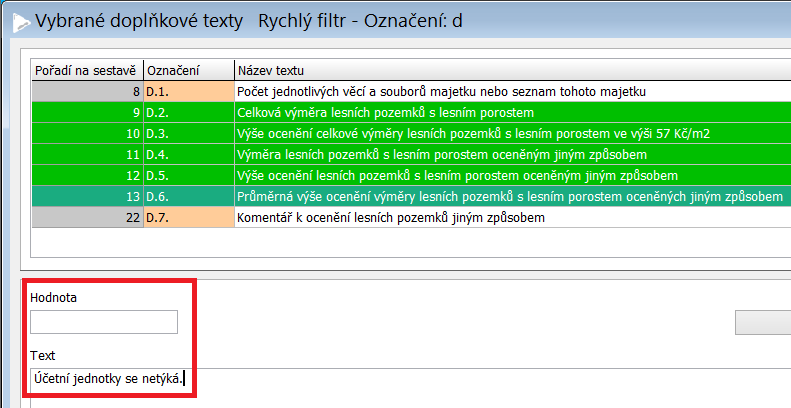 Vybrané doplňkové texty Rychlý filtr - Označení: d
Pořadí na sestavě Označení Název textu
8 D.1. Počet jednotlivých věcí a souborů majetku nebo seznam tohoto majetku
9 D.2. Celková výměra lesních pozemků s lesním porostem
10 D.3. Výše ocenění celkové výměry lesních pozemků s lesním porostem ve výši 57 Kč/m2
11 D.4. Výměra lesních pozemků s lesním porostem oceněným jiným způsobem
12 D.5. Výše ocenění lesních pozemků s lesním porostem oceněným jiným způsobem
13 D.6. Průměrná výše ocenění výměry lesních pozemků s lesním porostem oceněných jiným způsobem
22 D.7. Komentář k ocenění lesních pozemků jiným způsobem
Hodnota
Text
Účetní jednotky se netýká.